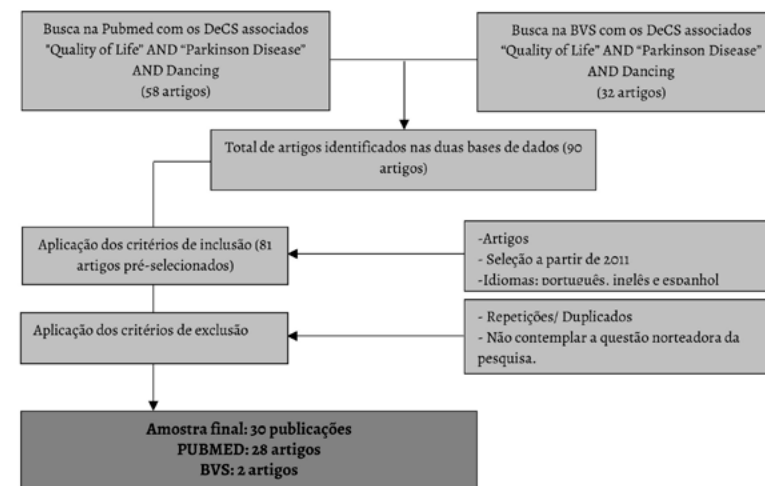 Busca na Pubmed com os DeCS associados
"Quality of Life" AND “Parkinson Disease”
AND Dancing
(58 artigos)
Busca na BVS com os DeCS associados
“Quality of Life" AND “Parkinson Disease”
AND Dancing
(32 artigos)
Total de artigos identificados nas duas bases de dados (90
artigos)
Aplicação dos critérios de inclusão (81
artigos pré-selecionados)
-Artigos
- Seleção a partir de 2011
-Idiomas: português, inglês e espanhol
Aplicação dos critérios de exclusão
- Repetições/ Duplicados
- Não contemplar a questão norteadora da
pesquisa.
Amostra final: 30 publicações
PUBMED: 28 artigos
BVS: 2 artigos